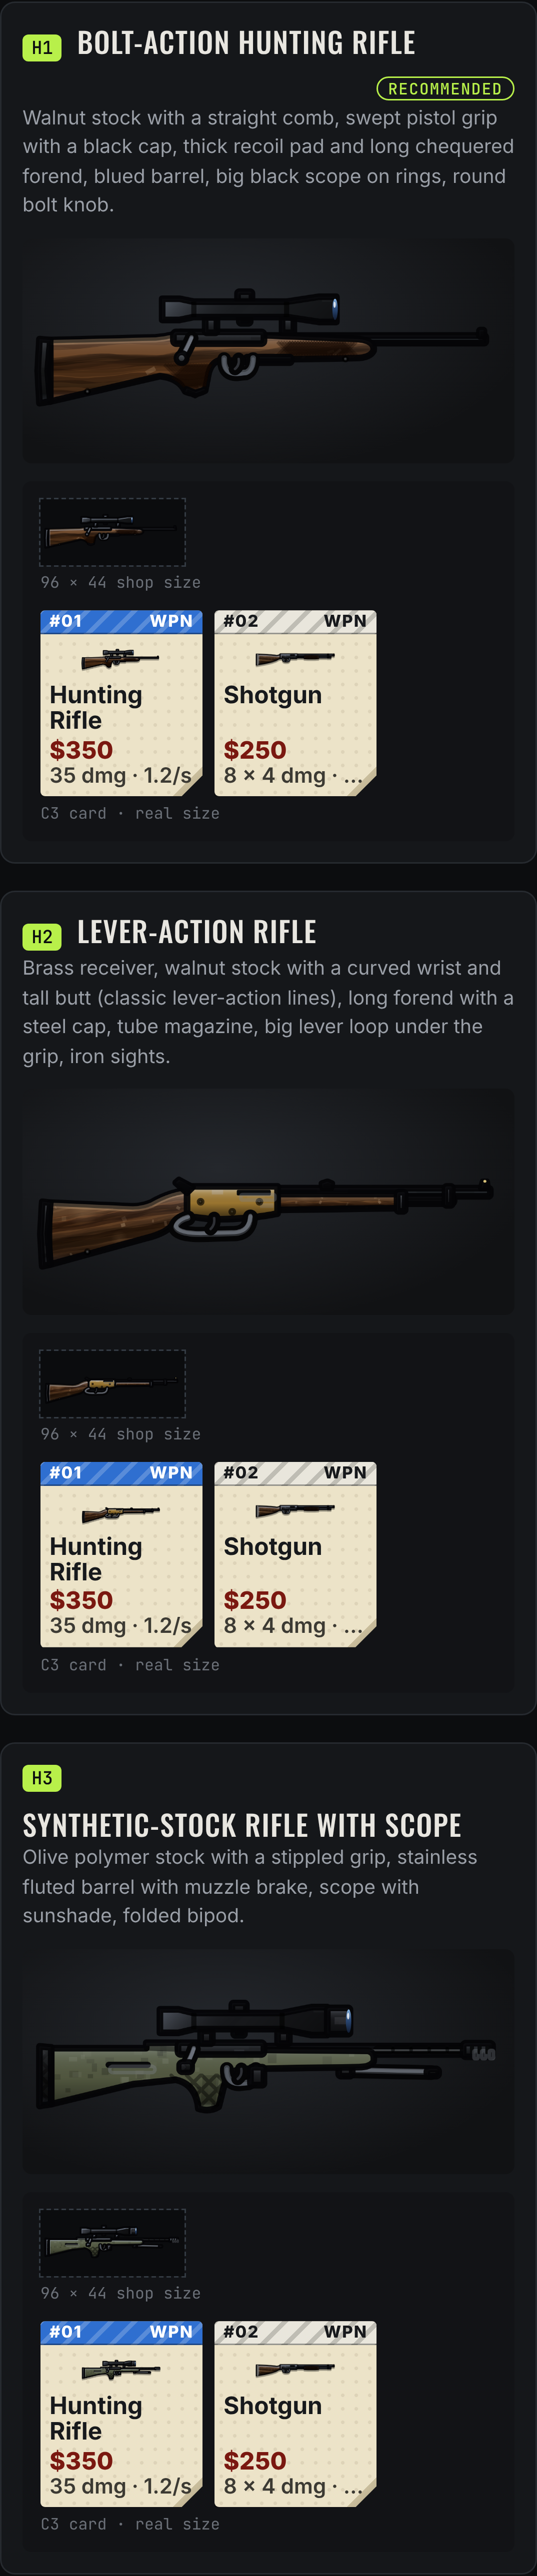 H1 BOLT-ACTION HUNTING RIFLE
RECOMMENDED
Walnut stock with a straight comb, swept pistol grip
with a black cap, thick recoil pad and long chequered
forend, blued barrel, big black scope on rings, round
bolt knob.
96 × 44 shop size
#01 WPN
Hunting
Rifle
$350
35 dmg · 1.2/s
#02 WPN
Shotgun
$250
8 × 4 dmg · ...
C3 card · real size
H2 LEVER-ACTION RIFLE
Brass receiver, walnut stock with a curved wrist and
tall butt (classic lever-action lines), long forend with a
steel cap, tube magazine, big lever loop under the
grip, iron sights.
96 × 44 shop size
#01 WPN
Hunting
Rifle
$350
35 dmg · 1.2/s
#02 WPN
Shotgun
$250
8 × 4 dmg · ...
C3 card · real size
H3
SYNTHETIC-STOCK RIFLE WITH SCOPE
Olive polymer stock with a stippled grip, stainless
fluted barrel with muzzle brake, scope with
sunshade, folded bipod.
96 × 44 shop size
#01 WPN
Hunting
Rifle
$350
35 dmg · 1.2/s
#02 WPN
Shotgun
$250
8 × 4 dmg · ...
C3 card · real size